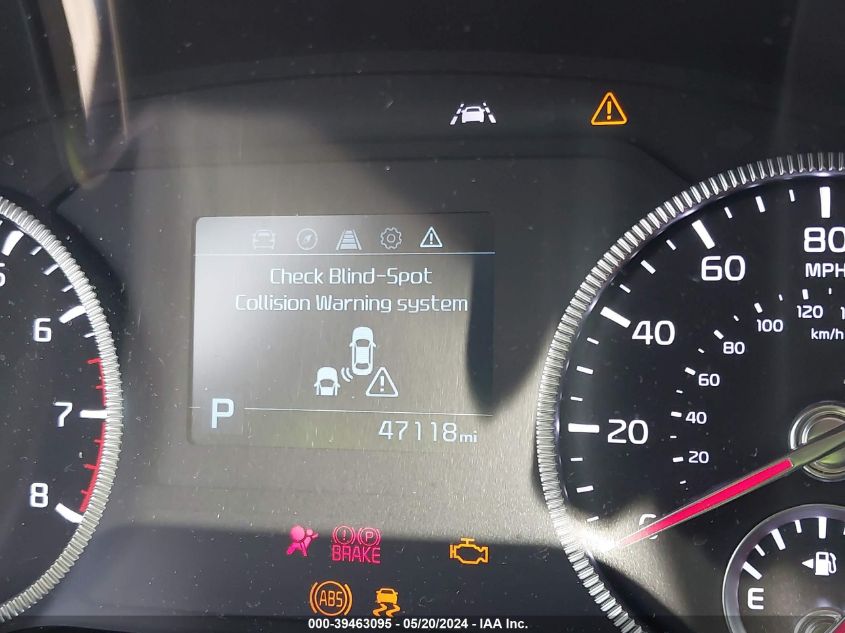 Check Blind-Spot
Collision Warning system
P
47118mi
6
7
8
80
MPH
60
40
20
0
120
100
km/h
80
60
40
20
E
BRAKE
P
ABS
000-39463095 - 05/20/2024 - IAA Inc.